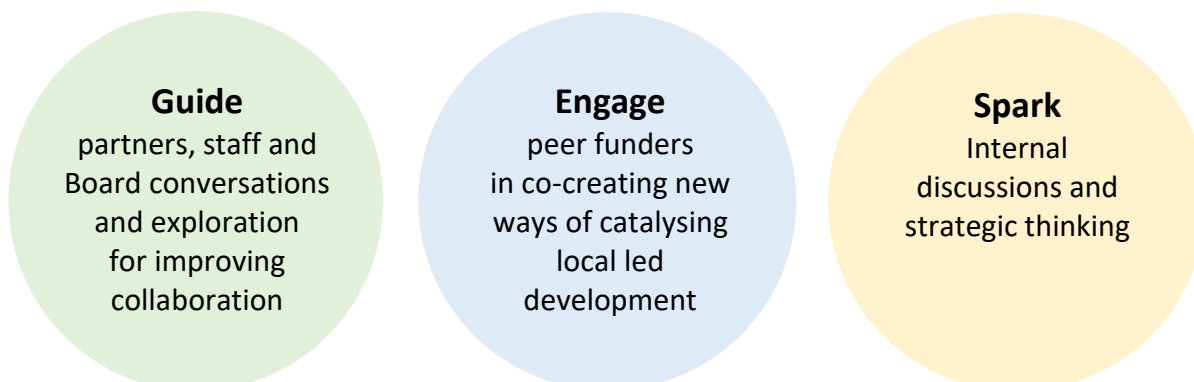 Guide
partners, staff and
Board conversations
and exploration
for improving
collaboration
Engage
peer funders
in co-creating new
ways of catalysing
local led
development
Spark
Internal
discussions and
strategic thinking